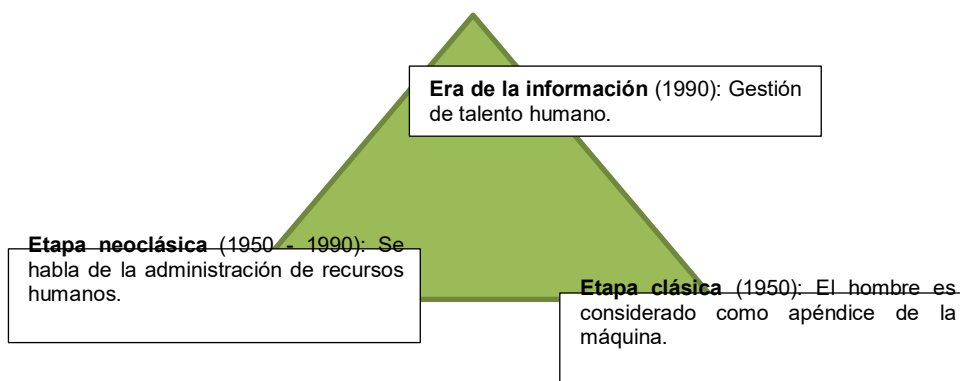 Era de la información (1990): Gestión
de talento humano.
Etapa neoclásica (1950 - 1990): Se
habla de la administración de recursos
humanos.
Etapa clásica (1950): El hombre es
considerado como apéndice de la
máquina.